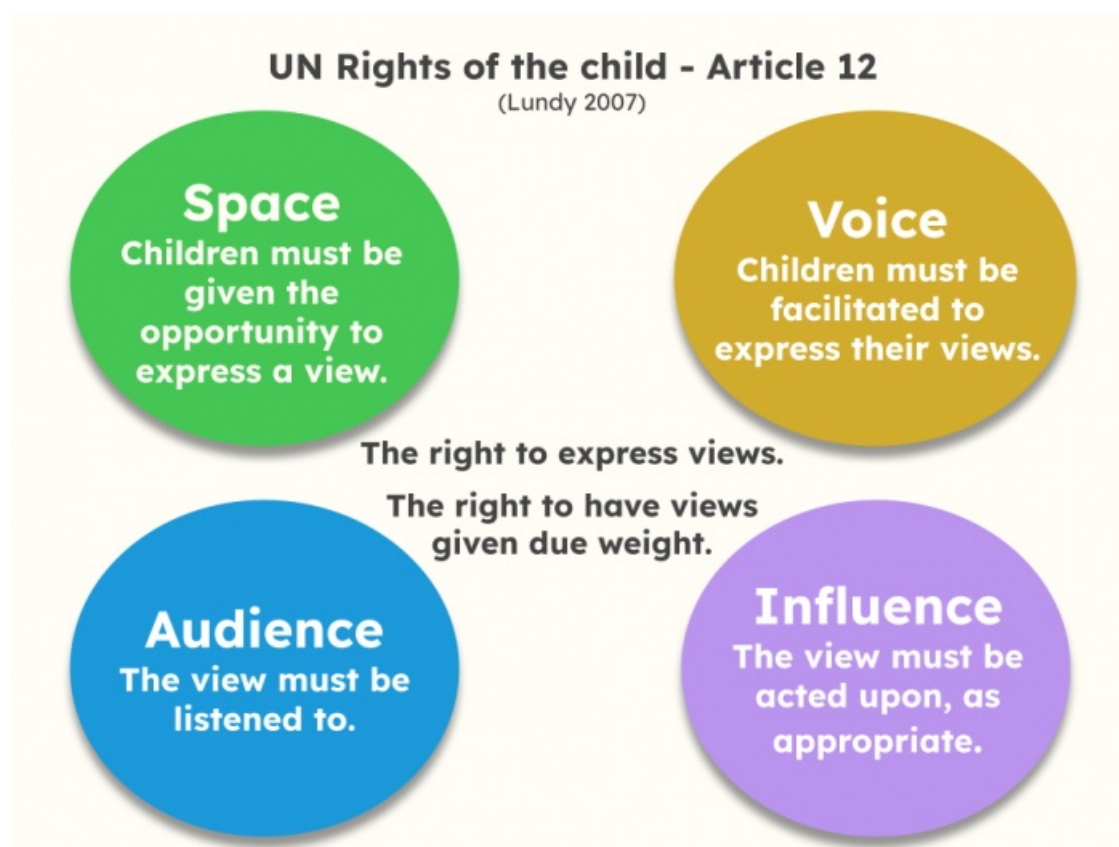 UN Rights of the child - Article 12
(Lundy 2007)
Space
Children must be
given the
opportunity to
express a view.
Voice
Children must be
facilitated to
express their views.
The right to express views.
The right to have views
given due weight.
Audience
The view must be
listened to.
Influence
The view must be
acted upon, as
appropriate.